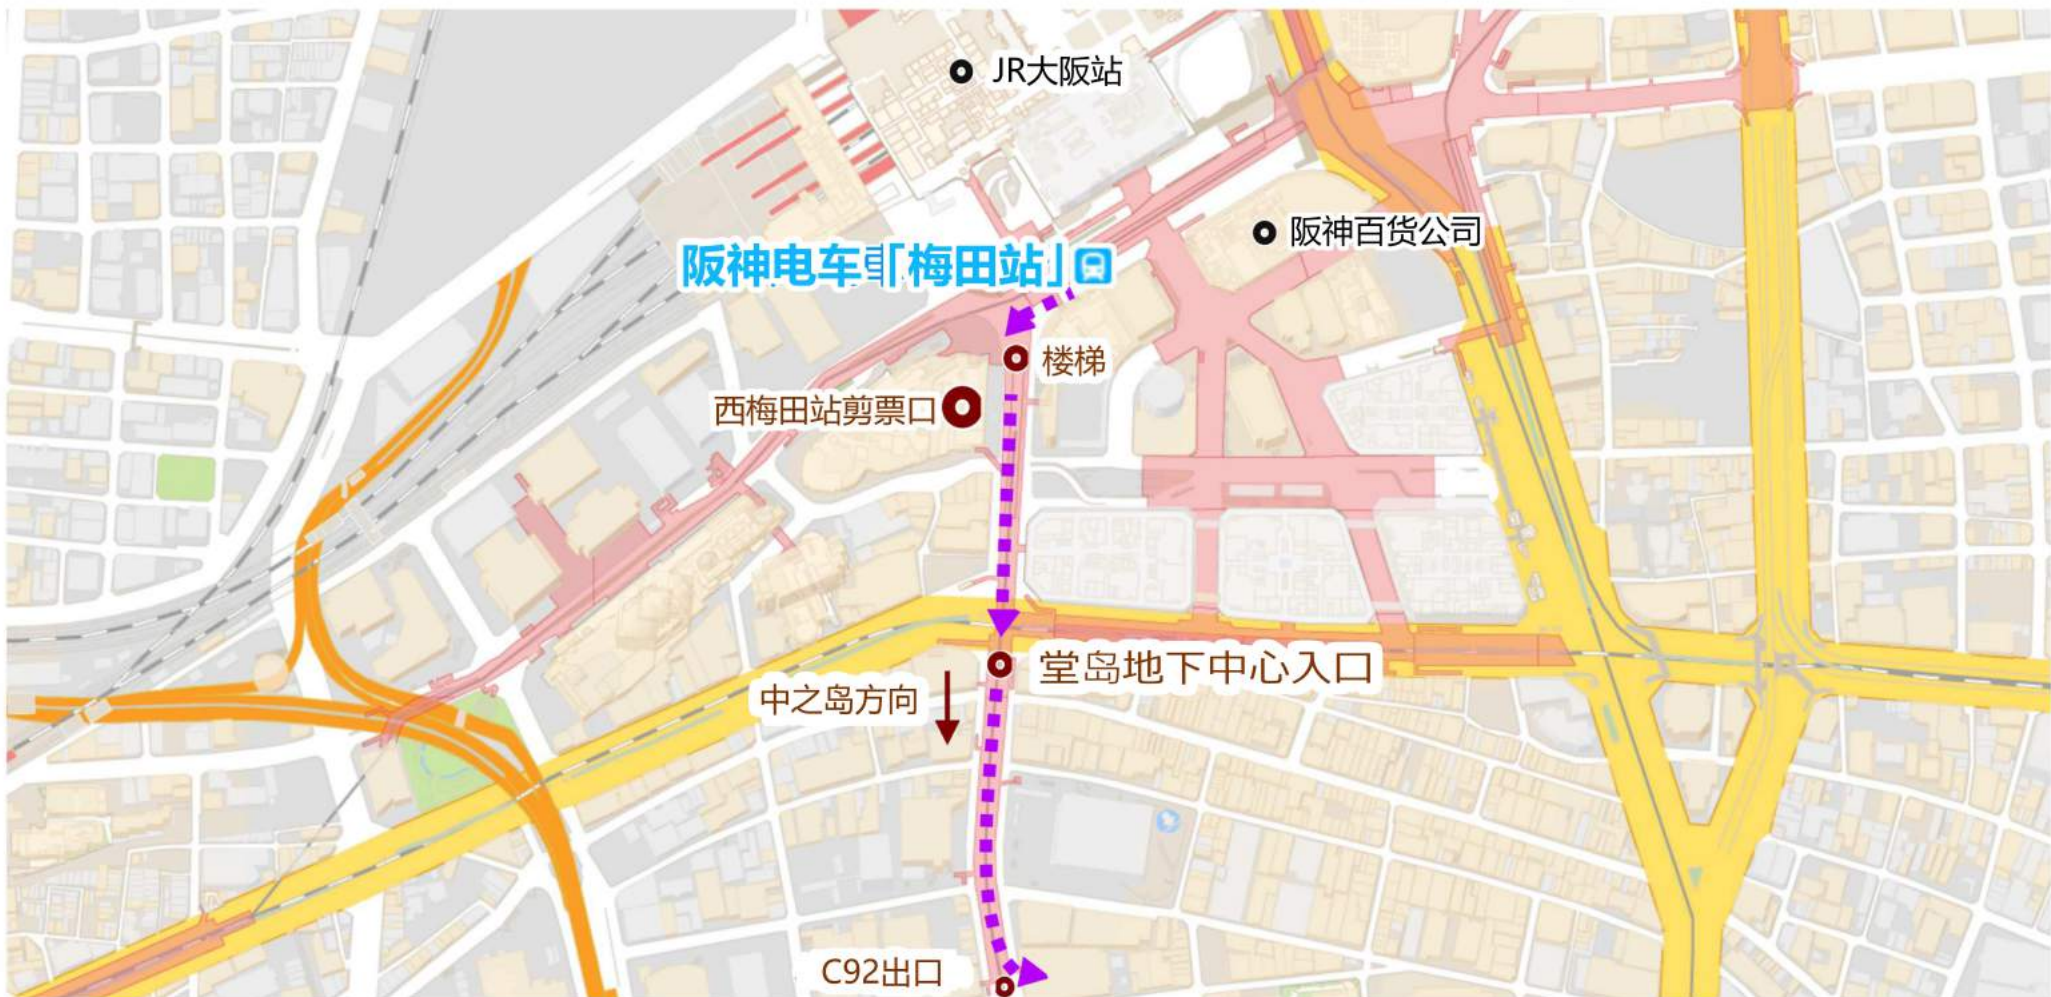 JR大阪站
阪神百货公司
阪神电车「梅田站」
楼梯
西梅田站剪票口
堂岛地下中心入口
中之岛方向
C92出口